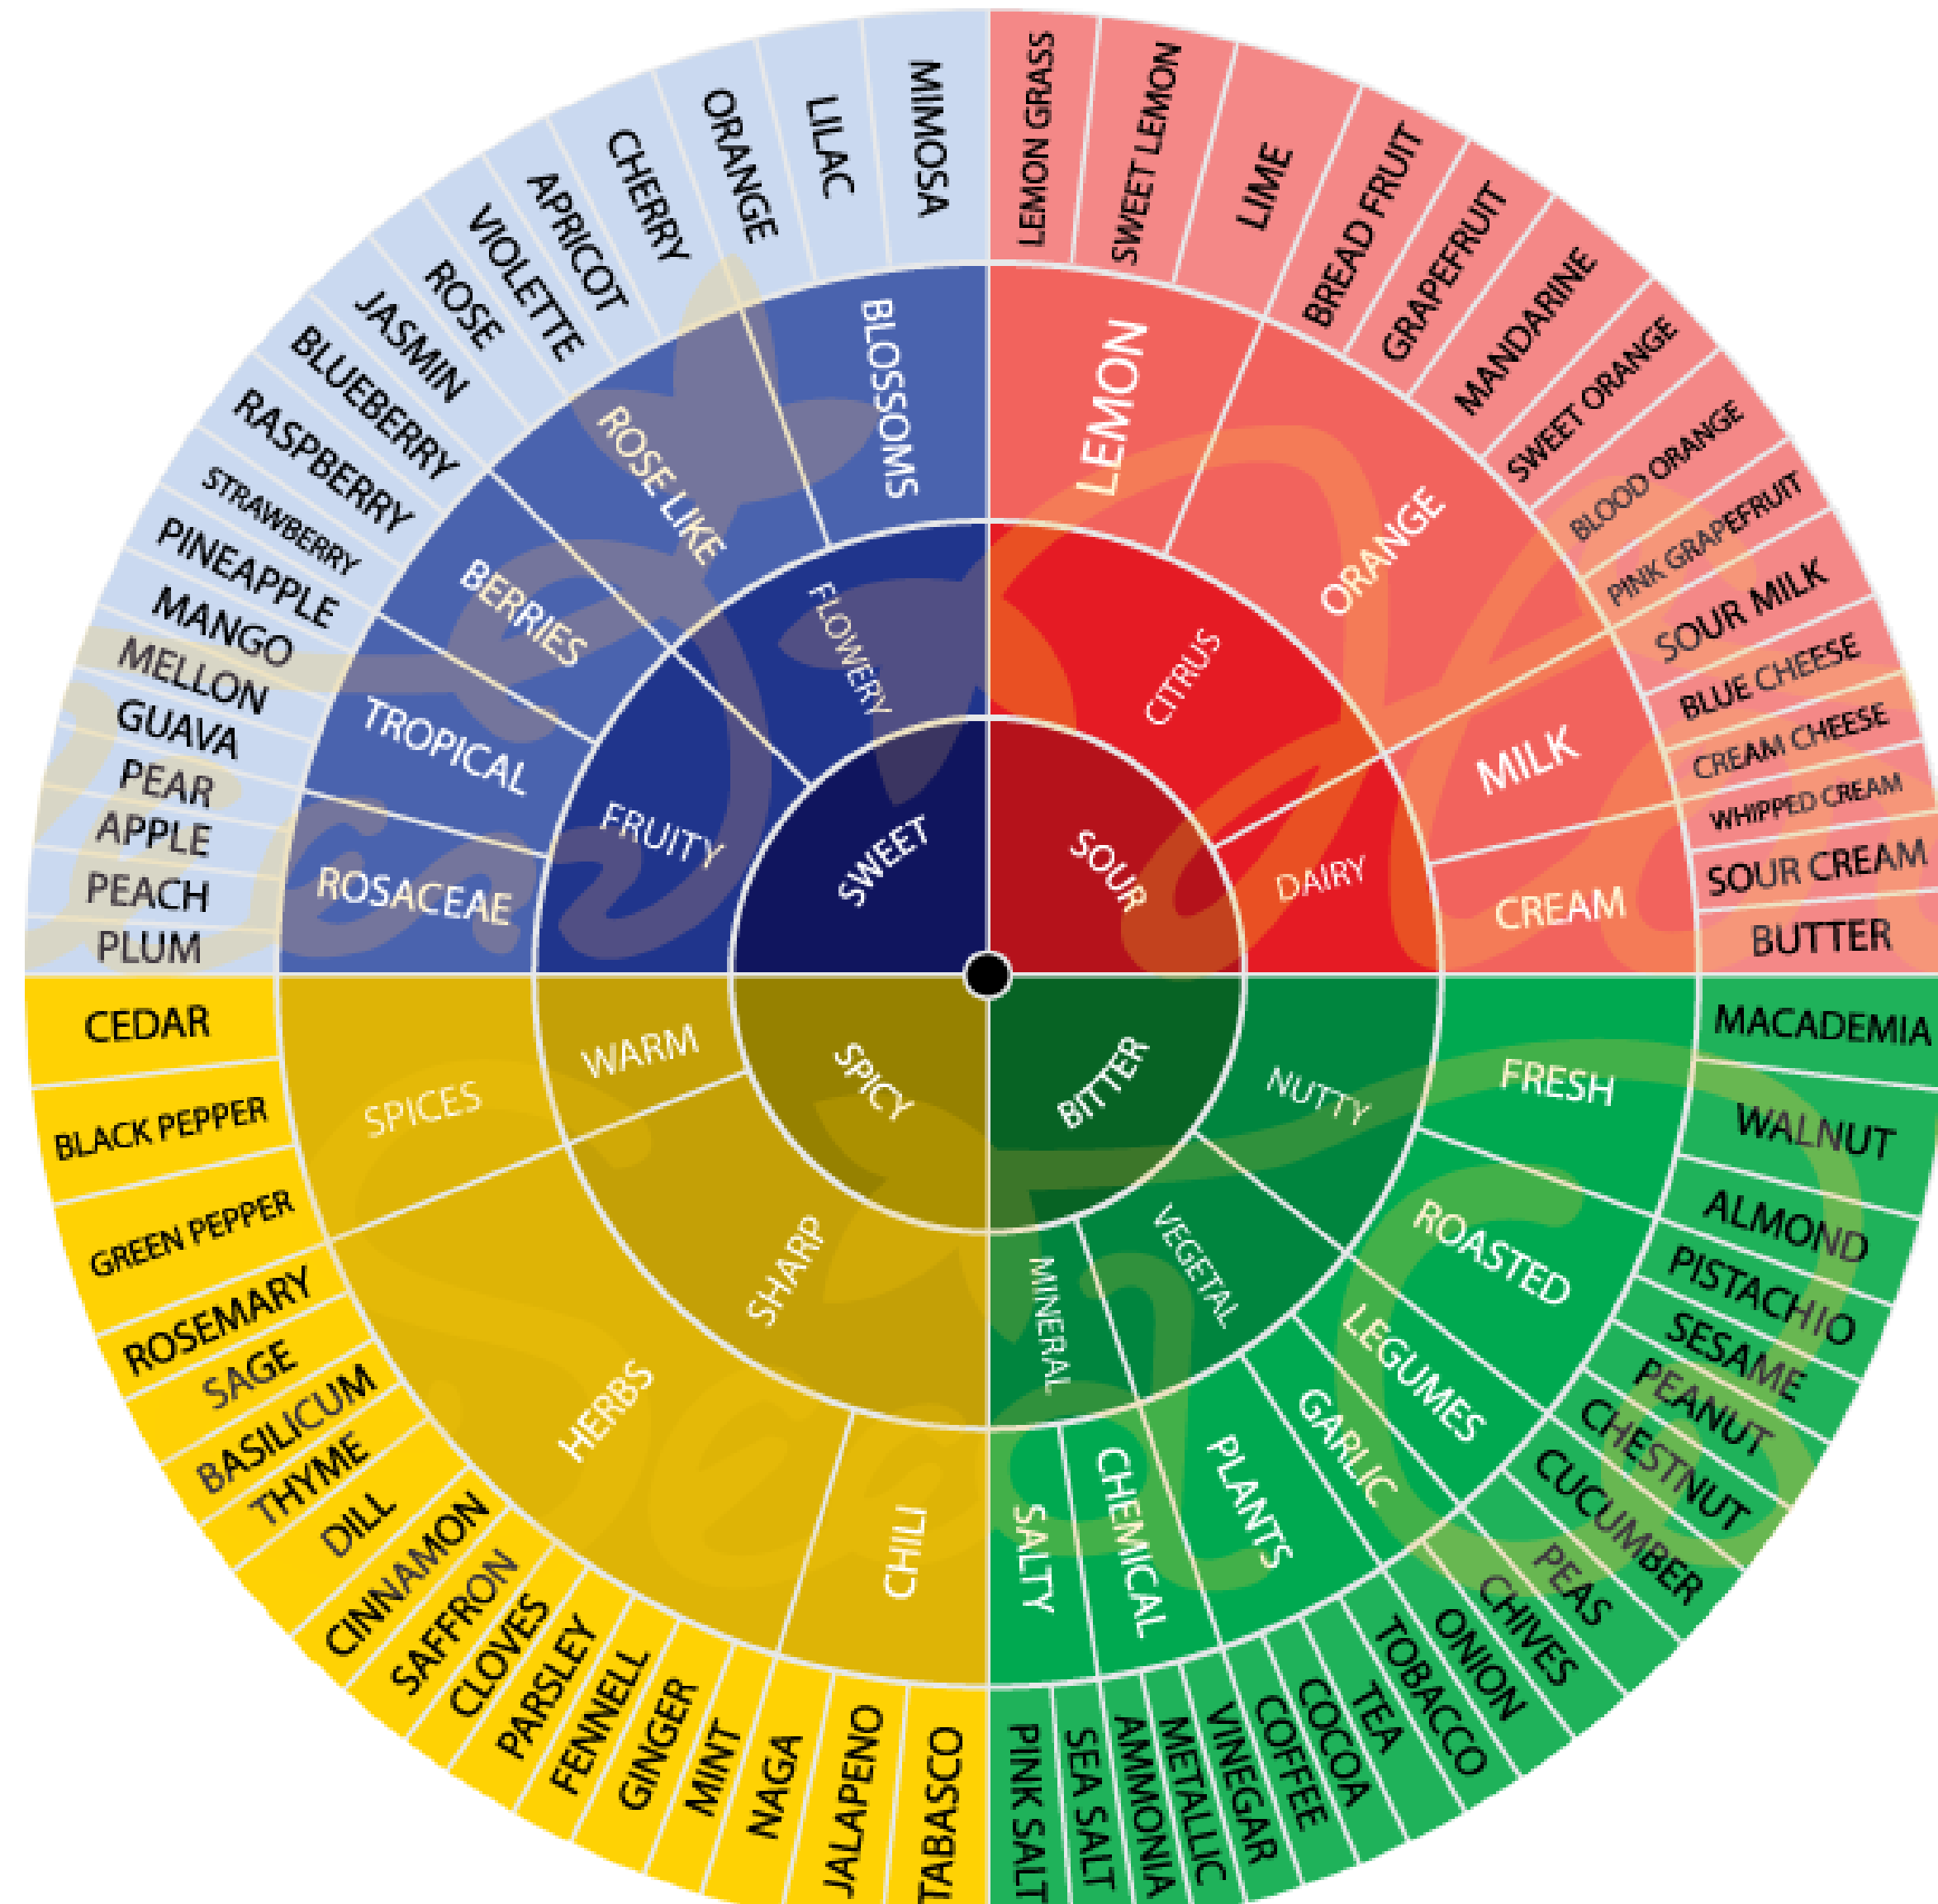 SWEET
SOUR
BITTER
SPICY
FLOWERY
CITRUS
DAIRY
NUTTY
VEGETAL
MINERAL
SHARP
WARM
FRUITY
BLOSSOMS
LEMON
ORANGE
MILK
CREAM
FRESH
ROASTED
LEGUMES
GARLIC
PLANTS
CHEMICAL
SALTY
CHILI
HERBS
SPICES
ROSACEAE
TROPICAL
BERRIES
ROSE LIKE
LEMON GRASS
SWEET LEMON
LIME
BREAD FRUIT
GRAPEFRUIT
MANDARINE
SWEET ORANGE
BLOOD ORANGE
PINK GRAPEFRUIT
SOUR MILK
BLUE CHEESE
CREAM CHEESE
WHIPPED CREAM
SOUR CREAM
BUTTER
MACADEMIA
WALNUT
ALMOND
PISTACHIO
SESAME
PEANUT
CHESTNUT
CUCUMBER
PEAS
CHIVES
ONION
TOBACCO
TEA
COCOA
COFFEE
VINEGAR
METALLIC
AMMONIA
SEA SALT
PINK SALT
TABASCO
JALAPENO
NAGA
MINT
GINGER
FENNELL
PARSLEY
CLOVES
SAFFRON
CINNAMON
DILL
THYME
BASILICUM
SAGE
ROSEMARY
GREEN PEPPER
BLACK PEPPER
CEDAR
PLUM
PEACH
APPLE
PEAR
GUAVA
MELLON
MANGO
PINEAPPLE
STRAWBERRY
RASPBERRY
BLUEBERRY
JASMIN
ROSE
VIOLETTE
APRICOT
CHERRY
ORANGE
LILAC
MIMOSA